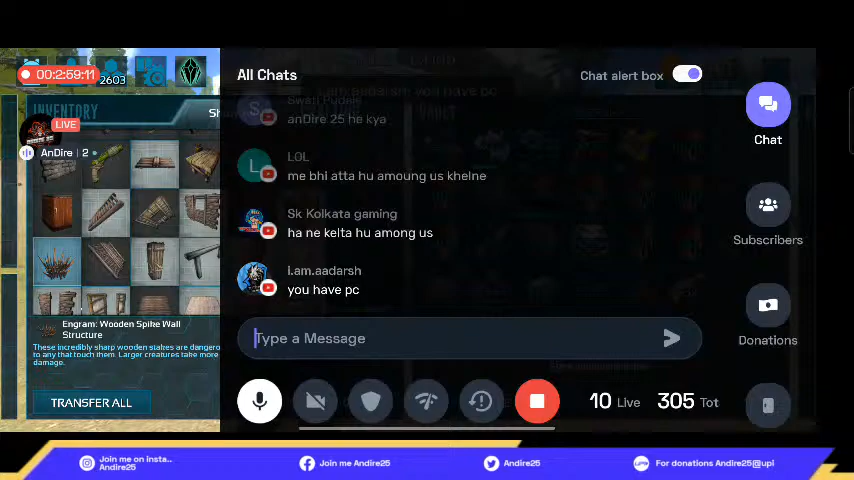 00:2:59:11
2603
INVENTORY
Sh
LIVE
AnDire | 2
Engram: Wooden Spike Wall
Structure
These incredibly sharp wooden stakes are dangero
to any that touch them. Larger creatures take more
damage.
TRANSFER ALL
All Chats
Chat alert box
Swati Pudale
anDire 25 he kya
LOL
me bhi atta hu amoung us khelne
Sk Kolkata gaming
ha ne kelta hu among us
i.am.aadarsh
you have pc
Type a Message
10 Live
305 Tot
Chat
Subscribers
Donations
Join me on insta..
Andire25
Join me Andire25
Andire25
UPI
For donations Andire25@upi